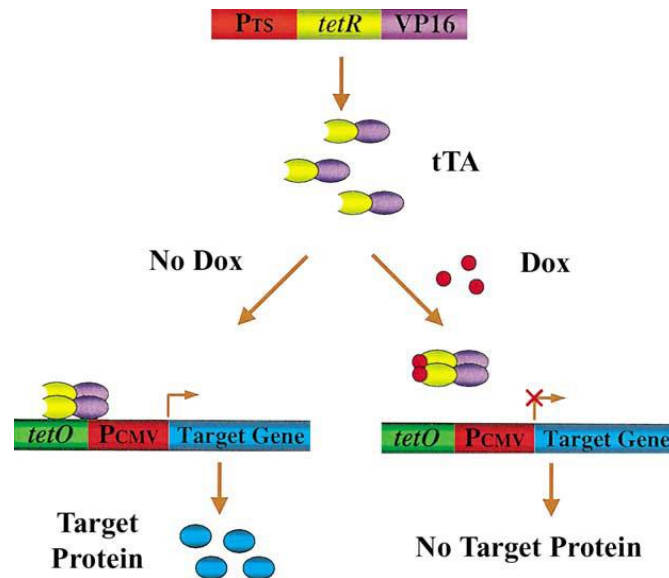 PTS tetR VP16
tTA
No Dox
Dox
tetO PCMV Target Gene
tetO PCMV Target Gene
Target
Protein
No Target Protein